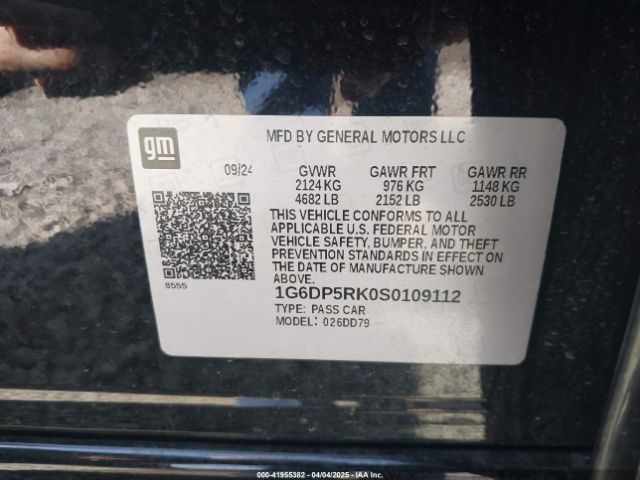 gm
MFD BY GENERAL MOTORS LLC
09/24 GVWR GAWR FRT GAWR RR
2124 KG 976 KG 1148 KG
4682 LB 2152 LB 2530 LB
THIS VEHICLE CONFORMS TO ALL
APPLICABLE U.S. FEDERAL MOTOR
VEHICLE SAFETY, BUMPER, AND THEFT
PREVENTION STANDARDS IN EFFECT ON
THE DATE OF MANUFACTURE SHOWN
ABOVE.
8555
1G6DP5RK0S0109112
TYPE: PASS CAR
MODEL: 026DD79
000-41955382 - 04/04/2025 - IAA Inc.